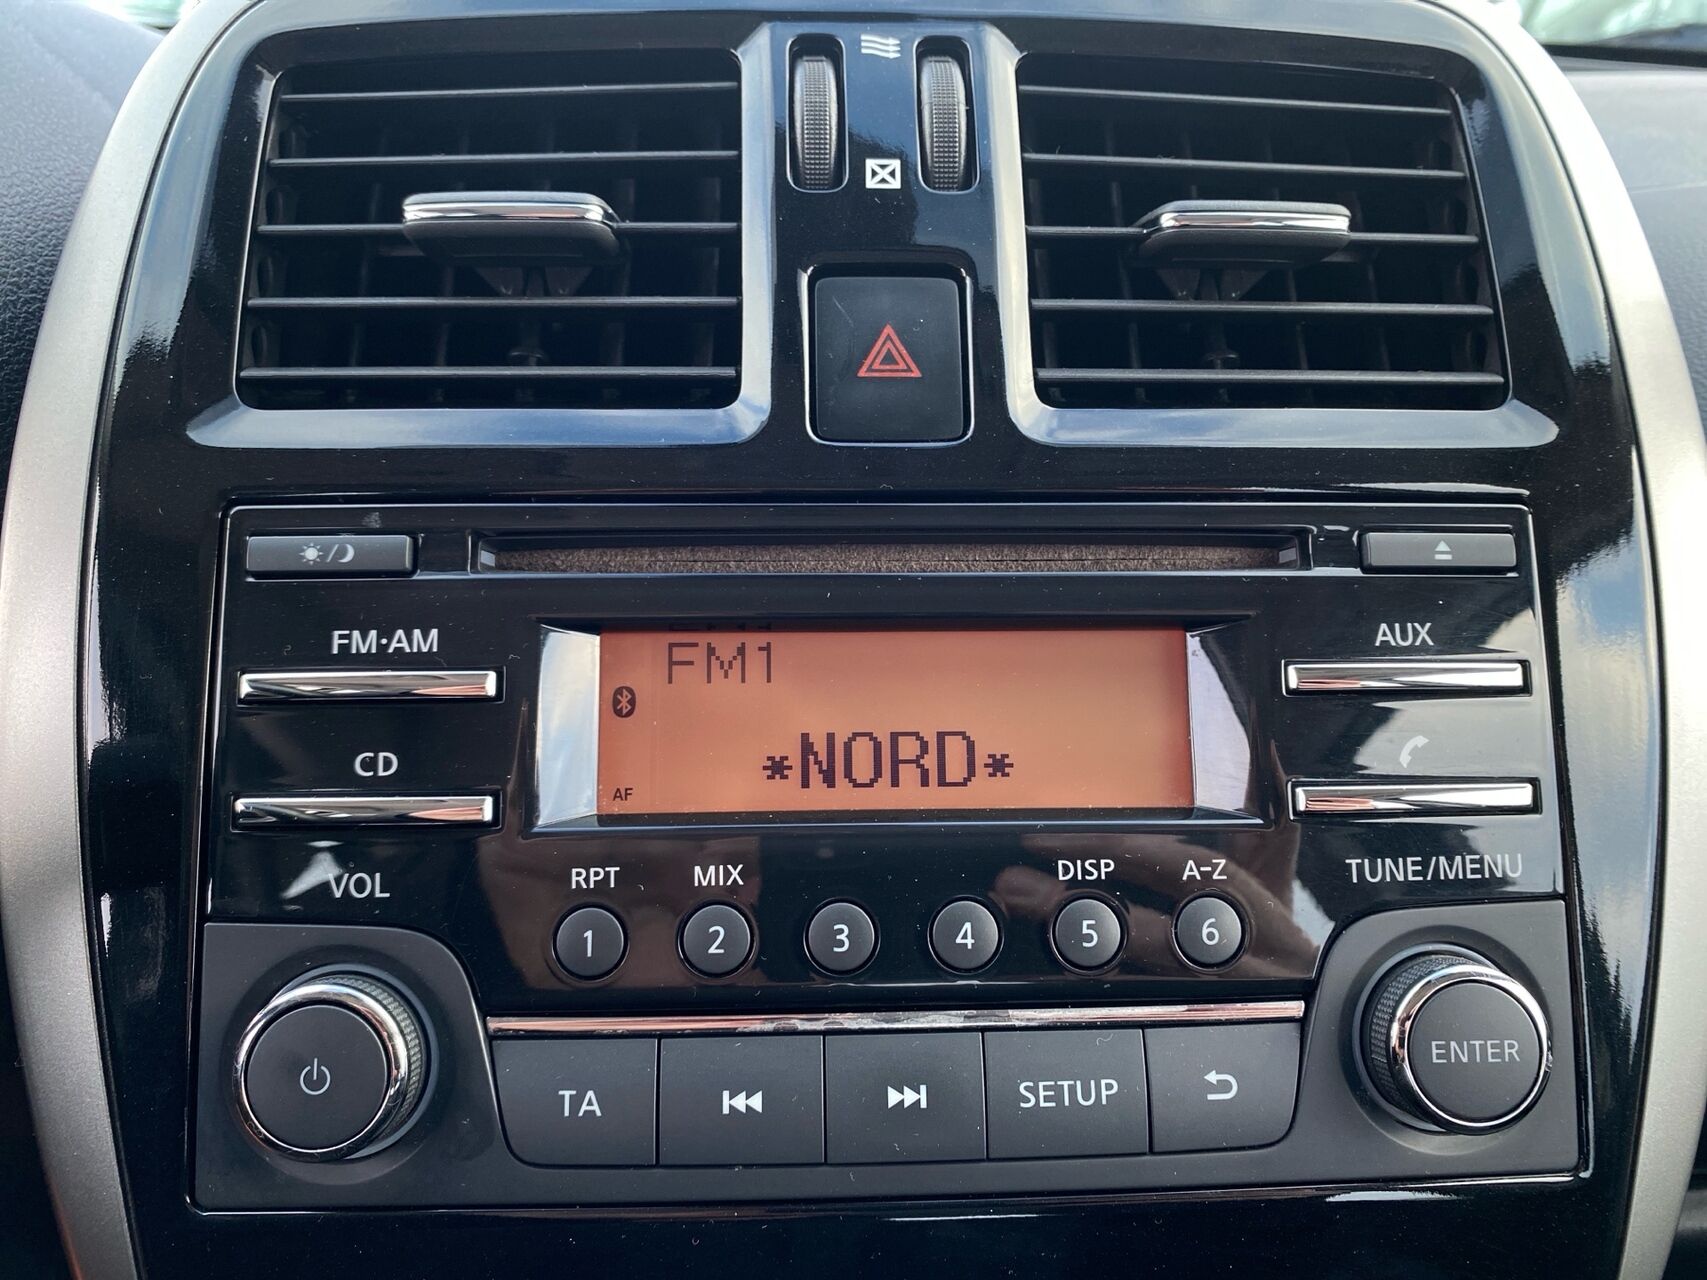 FM·AM
AUX
FM1
CD
*NORD*
AF
VOL
RPT
MIX
DISP
A-Z
TUNE/MENU
1
2
3
4
5
6
TA
SETUP
ENTER